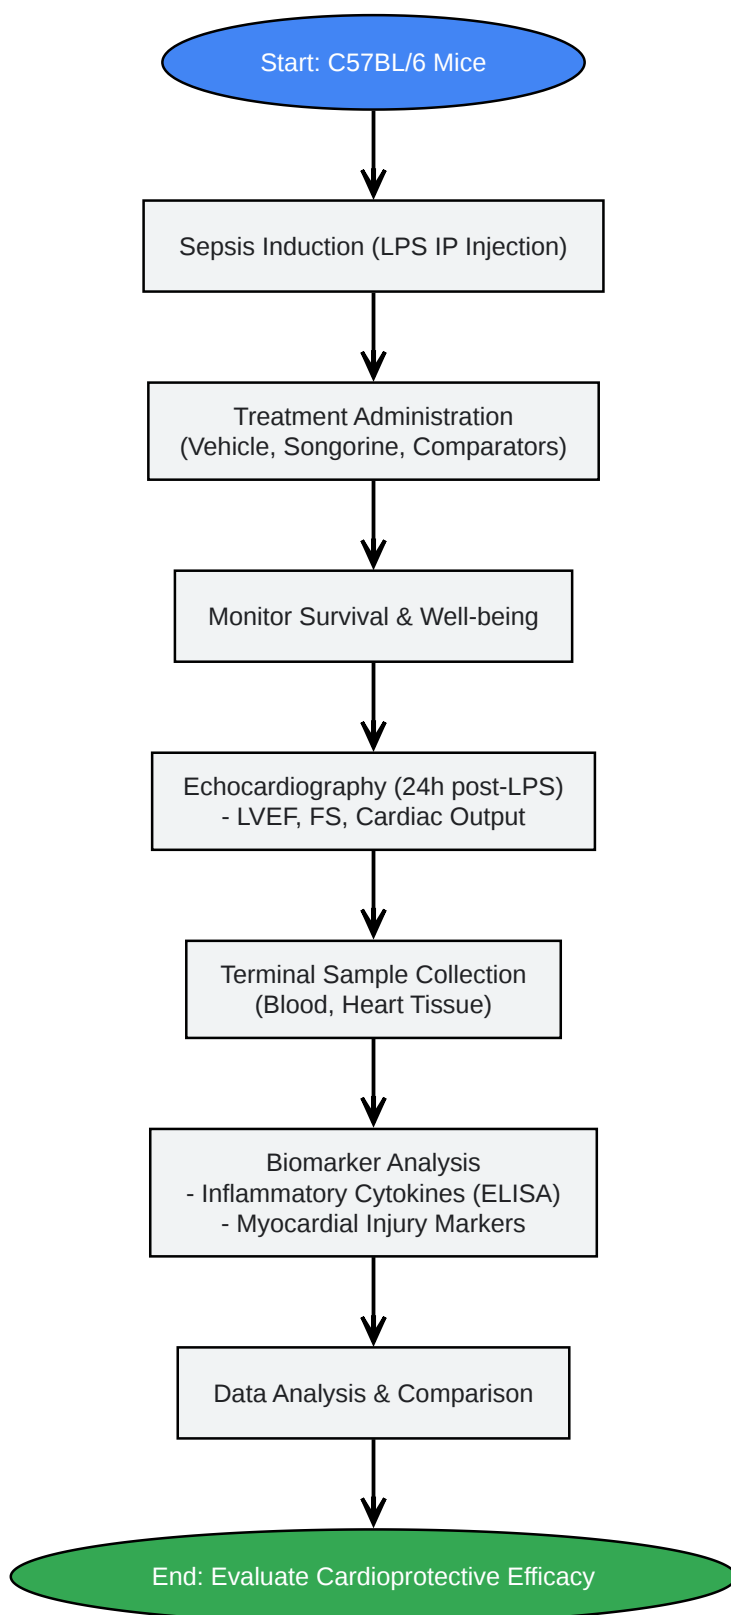 Start: C57BL/6 Mice
Sepsis Induction (LPS IP Injection)
Treatment Administration
(Vehicle, Songorine, Comparators)
Monitor Survival & Well-being
Echocardiography (24h post-LPS)
- LVEF, FS, Cardiac Output
Terminal Sample Collection
(Blood, Heart Tissue)
Biomarker Analysis
- Inflammatory Cytokines (ELISA)
- Myocardial Injury Markers
Data Analysis & Comparison
End: Evaluate Cardioprotective Efficacy